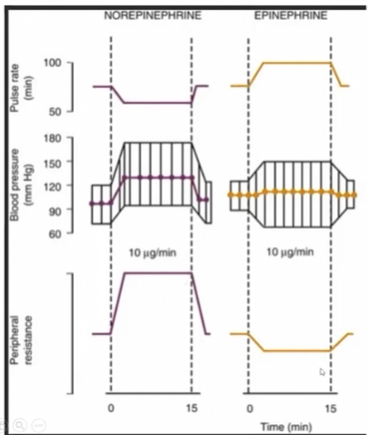 NOREPINEPHRINE EPINEPHRINE
Pulse rate
(min)
100
50
Blood pressure
(mm Hg)
180
150
120
90
60
10 µg/min 10 µg/min
Peripheral
resistance
0 15 0 15
Time (min)